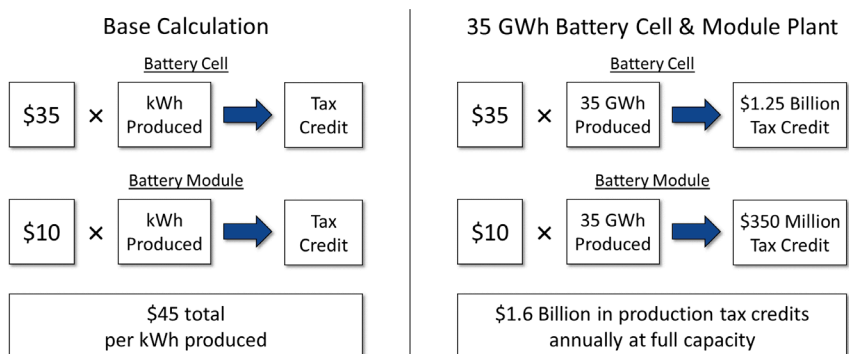 Base Calculation
Battery Cell
$35
×
kWh
Produced
Tax
Credit
Battery Module
$10
×
kWh
Produced
Tax
Credit
$45 total
per kWh produced
35 GWh Battery Cell & Module Plant
Battery Cell
$35
×
35 GWh
Produced
$1.25 Billion
Tax Credit
Battery Module
$10
×
35 GWh
Produced
$350 Million
Tax Credit
$1.6 Billion in production tax credits
annually at full capacity